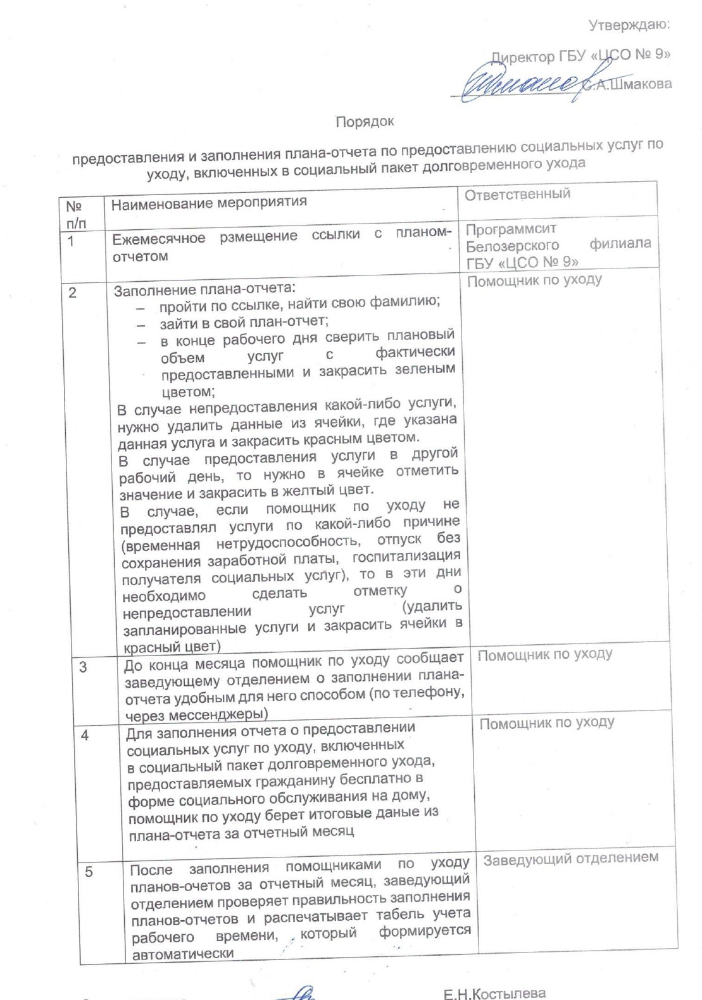 Утверждаю:
Директор ГБУ «ЦСО № 9»
С.А.Шмакова
Порядок
предоставления и заполнения плана-отчета по предоставлению социальных услуг по
уходу, включенных в социальный пакет долговременного ухода
№
п/п
Наименование мероприятия
Ответственный
1
Ежемесячное рзмещение ссылки с планом-
отчетом
Программсит
Белозерского филиала
ГБУ «ЦСО № 9»
2
Заполнение плана-отчета:
– пройти по ссылке, найти свою фамилию;
– зайти в свой план-отчет;
– в конце рабочего дня сверить плановый
объем услуг с фактически
предоставленными и закрасить зеленым
цветом;
В случае непредоставления какой-либо услуги,
нужно удалить данные из ячейки, где указана
данная услуга и закрасить красным цветом.
В случае предоставления услуги в другой
рабочий день, то нужно в ячейке отметить
значение и закрасить в желтый цвет.
В случае, если помощник по уходу не
предоставлял услуги по какой-либо причине
(временная нетрудоспособность, отпуск без
сохранения заработной платы, госпитализация
получателя социальных услуг), то в эти дни
необходимо сделать отметку о
непредоставлении услуг (удалить
запланированные услуги и закрасить ячейки в
красный цвет)
Помощник по уходу
3
До конца месяца помощник по уходу сообщает
заведующему отделением о заполнении плана-
отчета удобным для него способом (по телефону,
через мессенджеры)
Помощник по уходу
4
Для заполнения отчета о предоставлении
социальных услуг по уходу, включенных
в социальный пакет долговременного ухода,
предоставляемых гражданину бесплатно в
форме социального обслуживания на дому,
помощник по уходу берет итоговые даные из
плана-отчета за отчетный месяц
Помощник по уходу
5
После заполнения помощниками по уходу
планов-очетов за отчетный месяц, заведующий
отделением проверяет правильность заполнения
планов-отчетов и распечатывает табель учета
рабочего времени, который формируется
автоматически
Заведующий отделением
Е.Н.Костылева